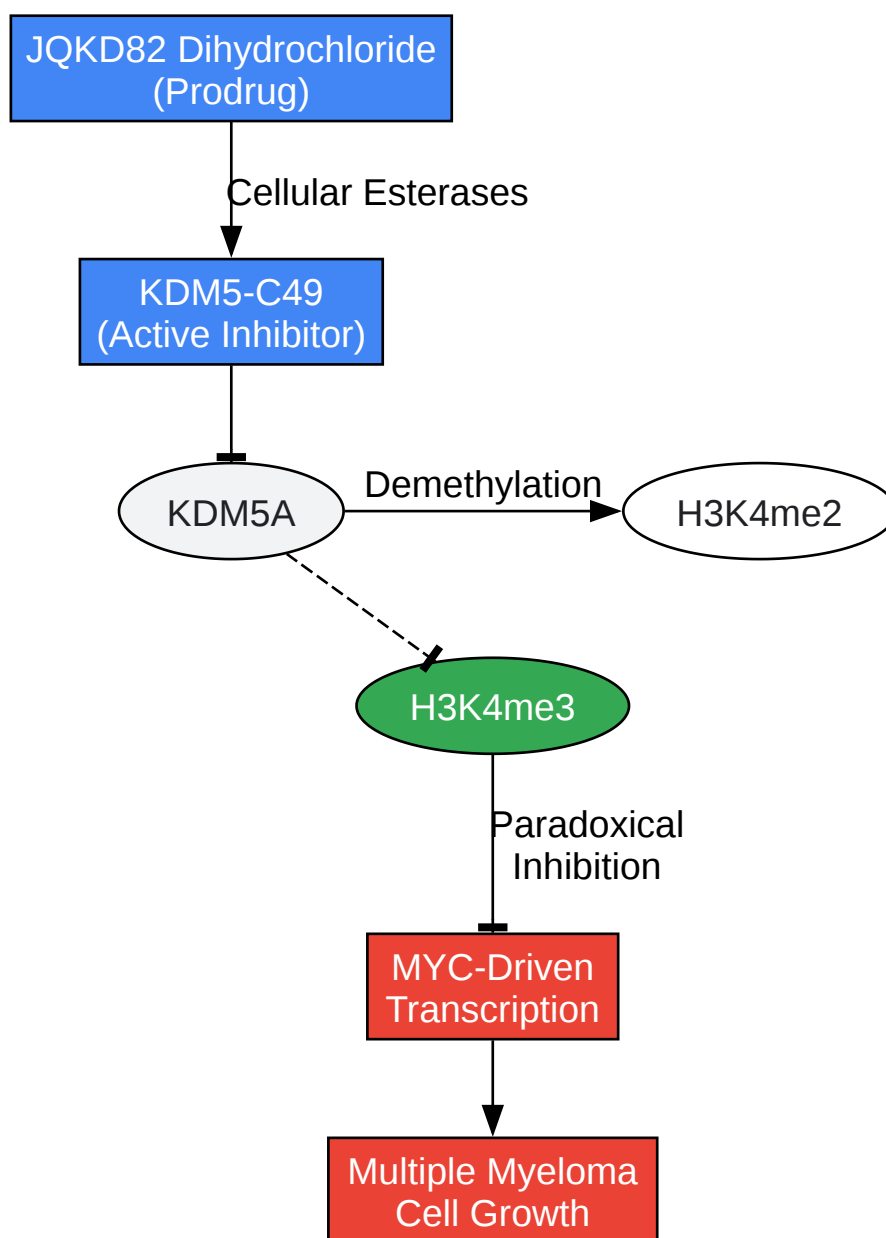 JQKD82 Dihydrochloride
(Prodrug)
Cellular Esterases
KDM5-C49
(Active Inhibitor)
KDM5A
Demethylation
H3K4me2
H3K4me3
Paradoxical
Inhibition
MYC-Driven
Transcription
Multiple Myeloma
Cell Growth